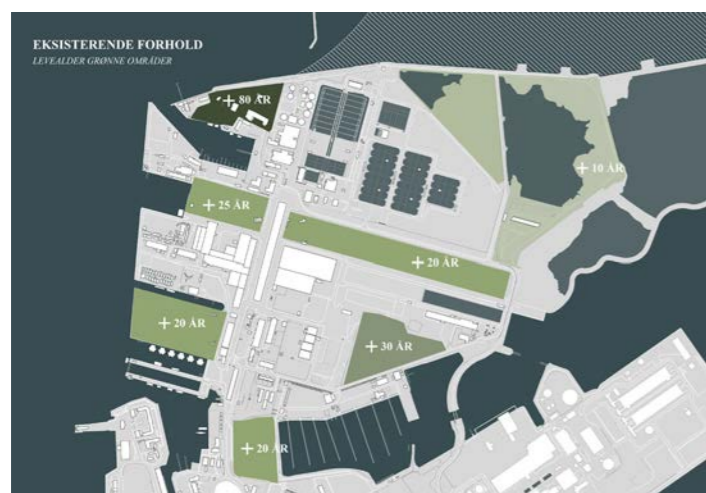 EKSISTERENDE FORHOLD
LEVEALDER GRØNNE OMRÅDER
+ 80 ÅR
+ 10 ÅR
+ 25 ÅR
+ 20 ÅR
+ 20 ÅR
+ 30 ÅR
+ 20 ÅR